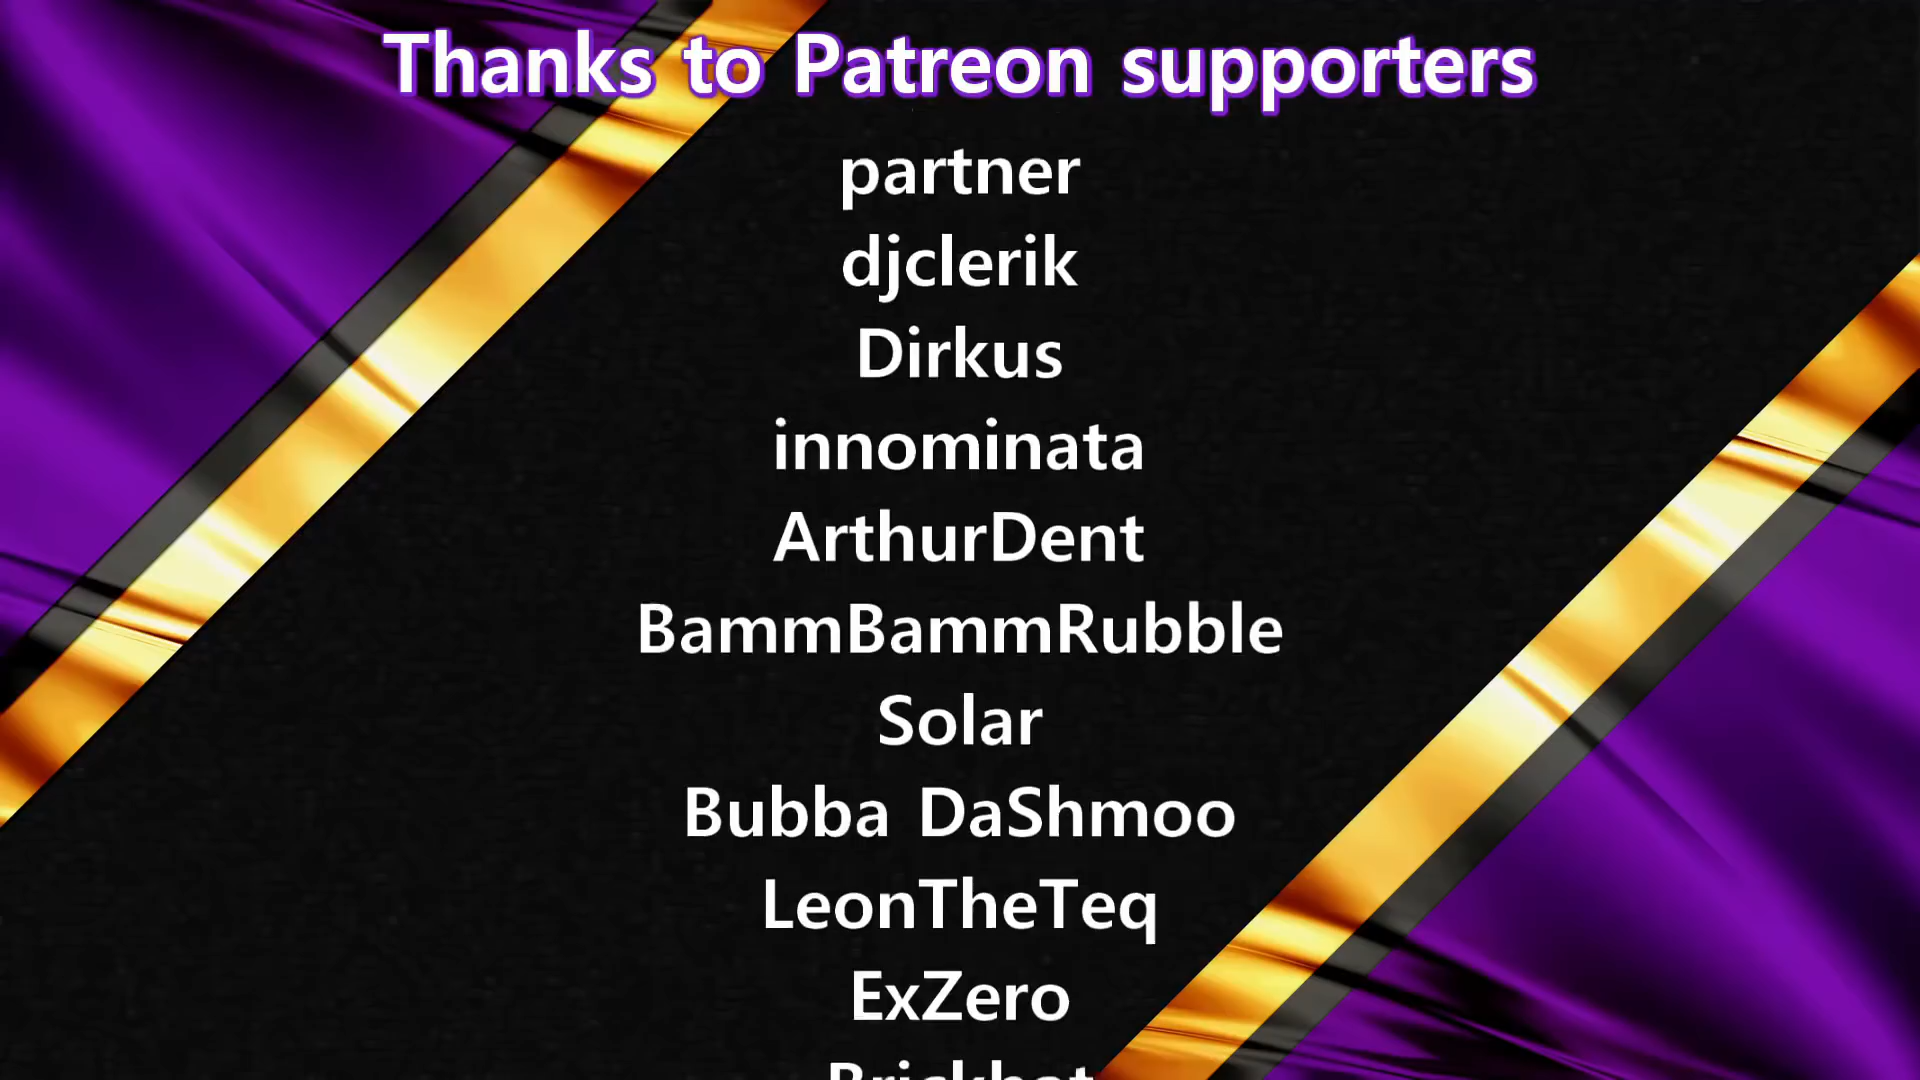 Thanks to Patreon supporters
partner
djclerik
Dirkus
innominata
ArthurDent
BammBammRubble
Solar
Bubba DaShmoo
LeonTheTeq
ExZero